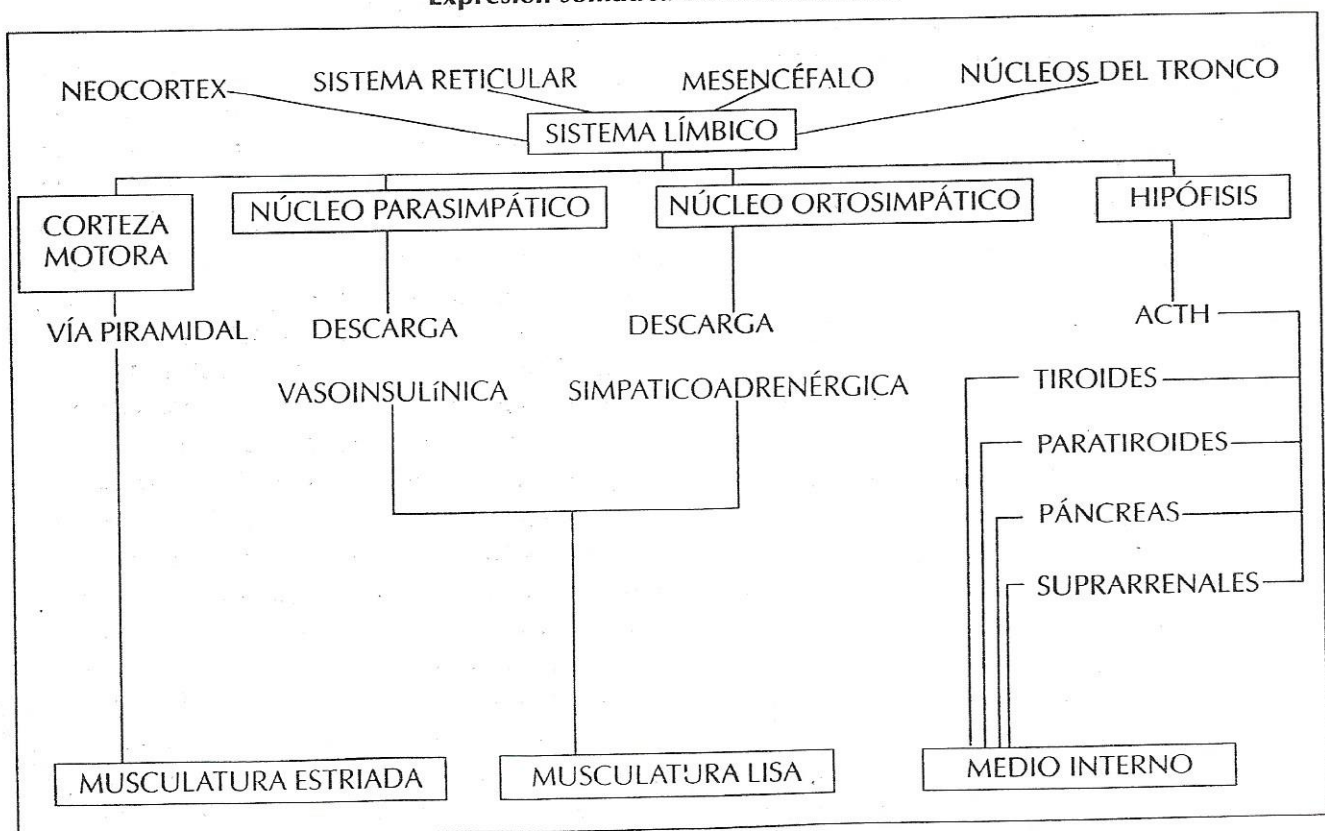 Expresión
NEOCORTEX
SISTEMA RETICULAR
MESENCÉFALO
NÚCLEOS DEL TRONCO
SISTEMA LÍMBICO
CORTEZA
MOTORA
NÚCLEO PARASIMPÁTICO
NÚCLEO ORTOSIMPÁTICO
HIPÓFISIS
VÍA PIRAMIDAL
DESCARGA
VASOINSULíNICA
DESCARGA
SIMPATICOADRENÉRGICA
ACTH
TIROIDES
PARATIROIDES
PÁNCREAS
SUPRARRENALES
MUSCULATURA ESTRIADA
MUSCULATURA LISA
MEDIO INTERNO